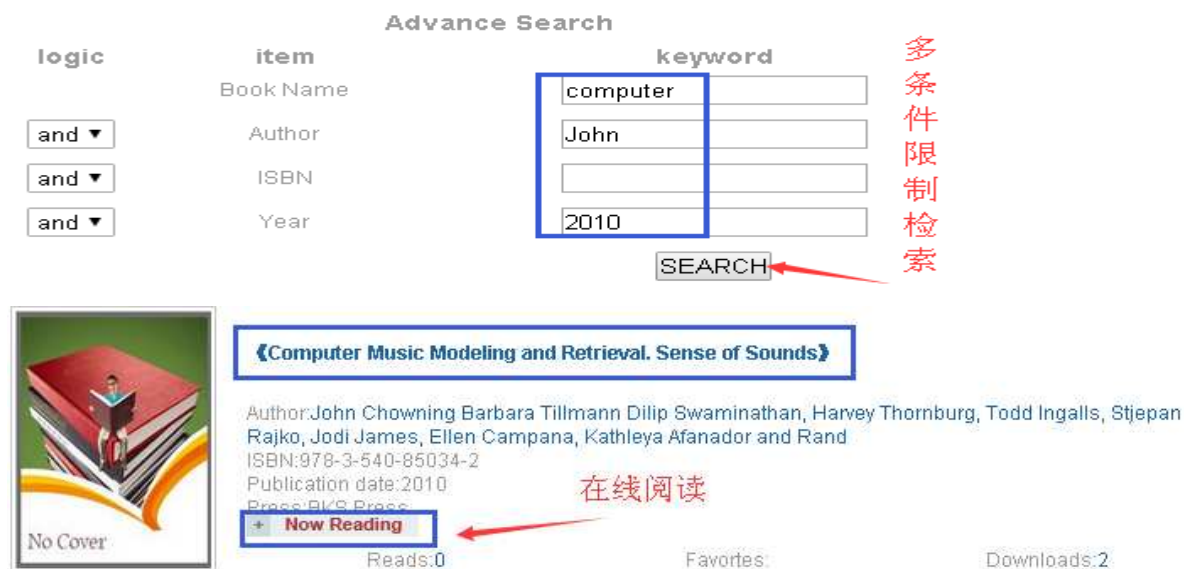 Advance Search
logic item keyword
Book Name computer
and ▼ Author John
and ▼ ISBN
and ▼ Year 2010
SEARCH
多条件限制检索
《Computer Music Modeling and Retrieval. Sense of Sounds》
Author:John Chowning Barbara Tillmann Dilip Swaminathan, Harvey Thornburg, Todd Ingalls, Stjepan
Rajko, Jodi James, Ellen Campana, Kathleya Afanador and Rand
ISBN:978-3-540-85034-2
Publication date:2010
Press:BKS Press
在线阅读
+ Now Reading
No Cover
Reads:0 Favortes: Downloads:2